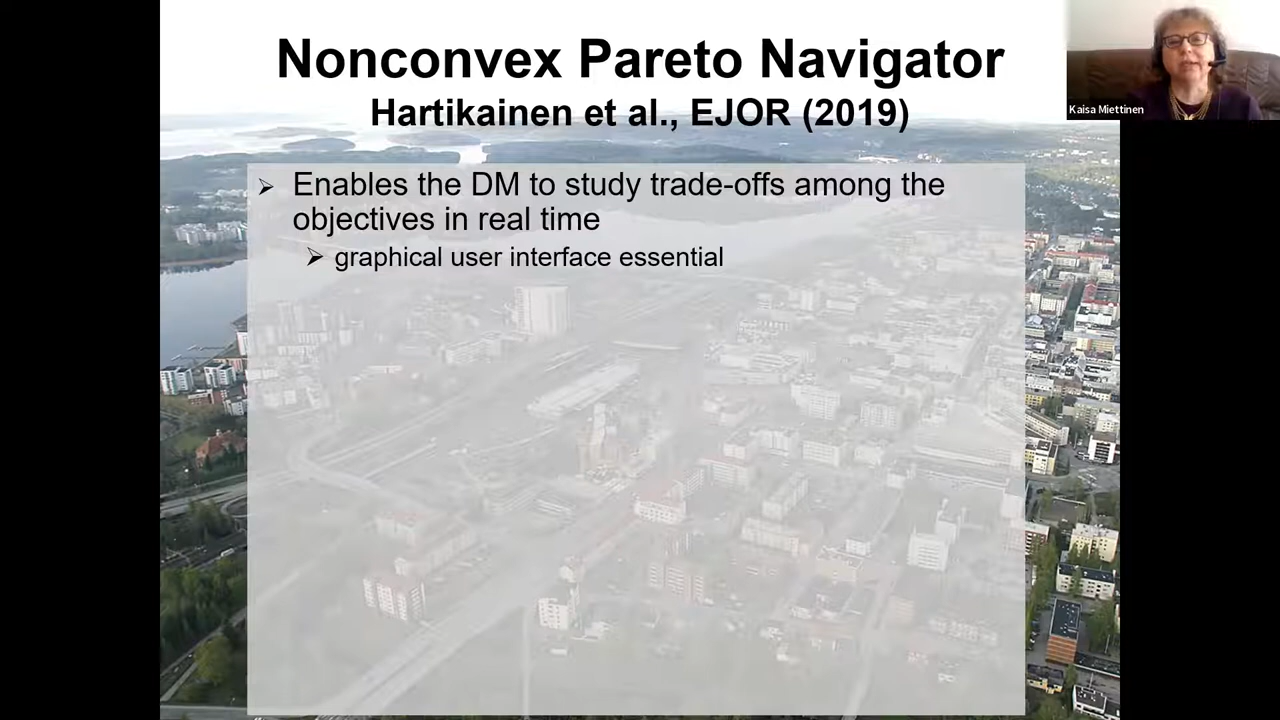 Nonconvex Pareto Navigator
Hartikainen et al., EJOR (2019)
Kaisa Miettinen
➢ Enables the DM to study trade-offs among the
objectives in real time
➢ graphical user interface essential